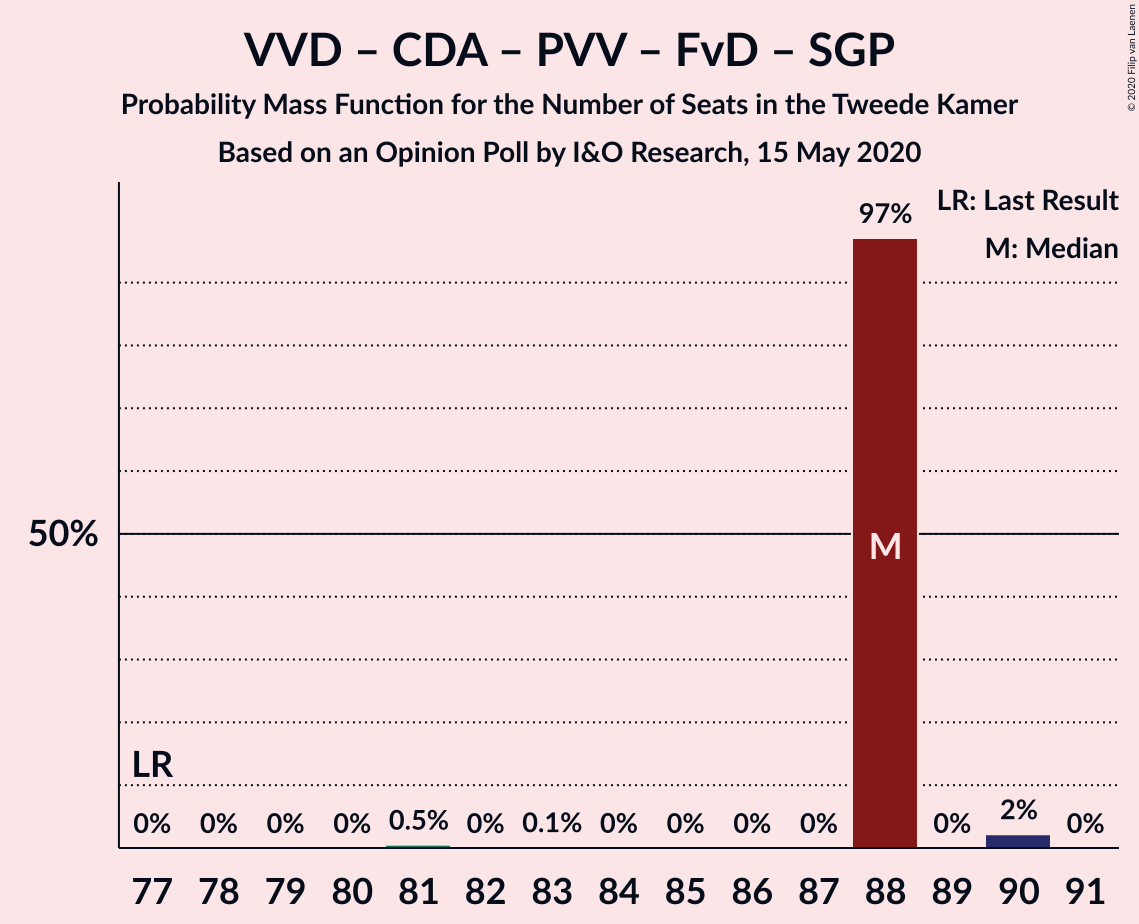 VVD – CDA – PVV – FvD – SGP
Probability Mass Function for the Number of Seats in the Tweede Kamer
Based on an Opinion Poll by I&O Research, 15 May 2020
© 2020 Filip van Laenen
LR: Last Result
M: Median
97%
50%
M
LR
0% 0% 0% 0% 0.5% 0% 0.1% 0% 0% 0% 0% 0% 2% 0%
77 78 79 80 81 82 83 84 85 86 87 88 89 90 91